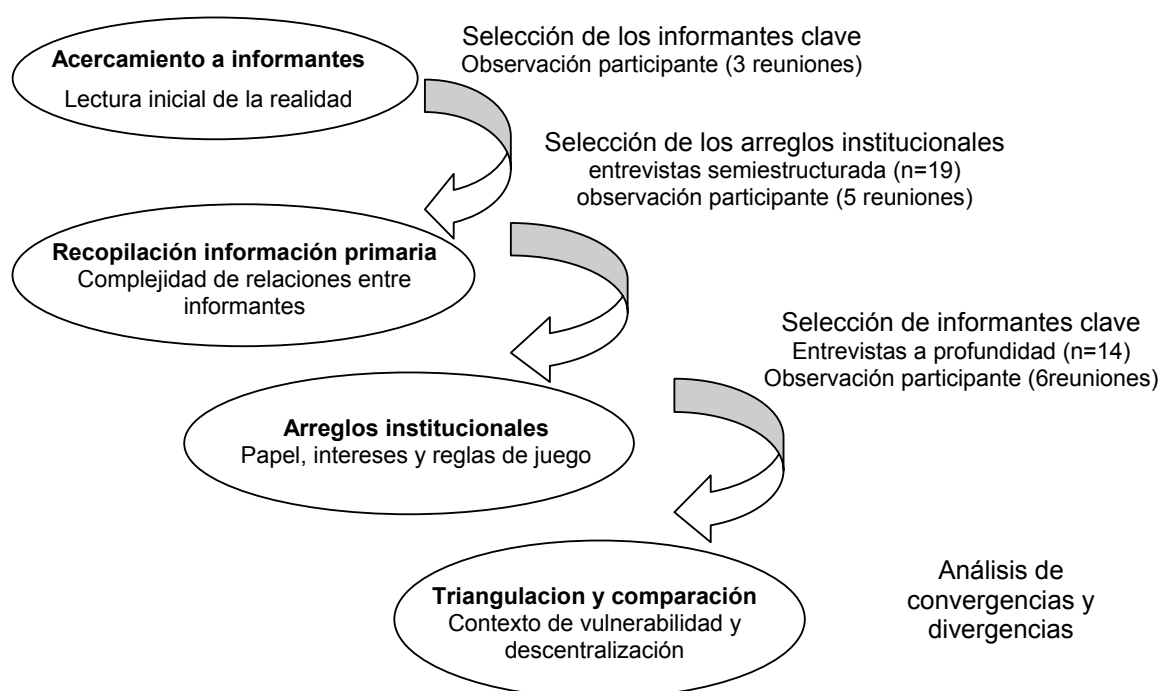 Acercamiento a informantes
Lectura inicial de la realidad
Selección de los informantes clave
Observación participante (3 reuniones)
Selección de los arreglos institucionales
entrevistas semiestructurada (n=19)
observación participante (5 reuniones)
Recopilación información primaria
Complejidad de relaciones entre
informantes
Selección de informantes clave
Entrevistas a profundidad (n=14)
Observación participante (6reuniones)
Arreglos institucionales
Papel, intereses y reglas de juego
Triangulacion y comparación
Contexto de vulnerabilidad y
descentralización
Análisis de
convergencias y
divergencias